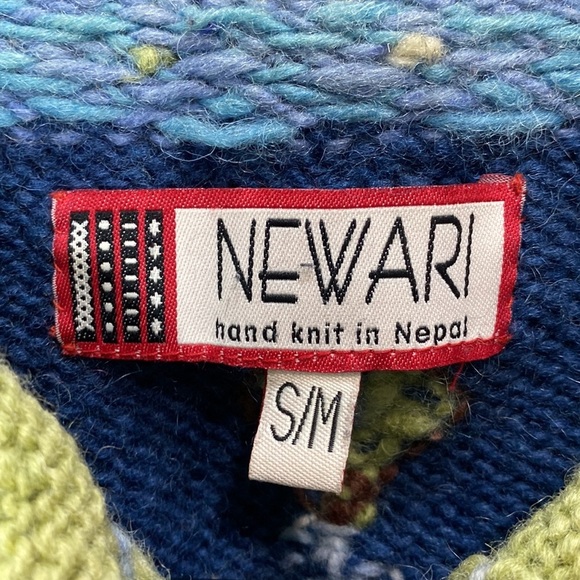 NEWARI
hand knit in Nepal
S/M